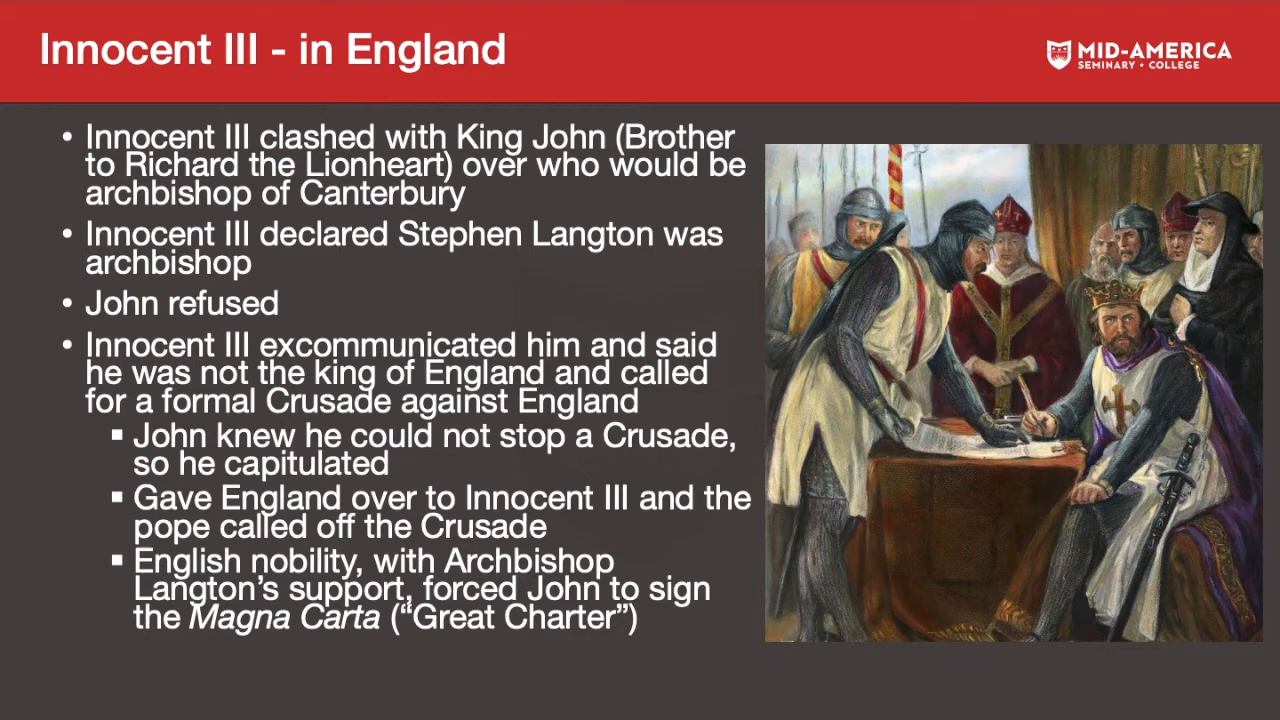 Innocent III - in England
MID-AMERICA
SEMINARY • COLLEGE
• Innocent III clashed with King John (Brother
to Richard the Lionheart) over who would be
archbishop of Canterbury
• Innocent III declared Stephen Langton was
archbishop
• John refused
• Innocent III excommunicated him and said
he was not the king of England and called
for a formal Crusade against England
▪ John knew he could not stop a Crusade,
so he capitulated
▪ Gave England over to Innocent III and the
pope called off the Crusade
▪ English nobility, with Archbishop
Langton’s support, forced John to sign
the Magna Carta (“Great Charter”)